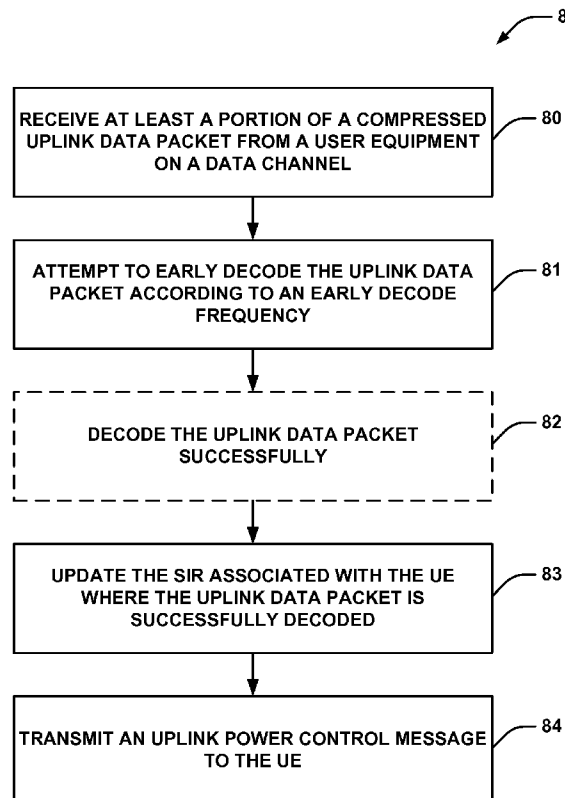 8
RECEIVE AT LEAST A PORTION OF A COMPRESSED
UPLINK DATA PACKET FROM A USER EQUIPMENT
ON A DATA CHANNEL
80
ATTEMPT TO EARLY DECODE THE UPLINK DATA
PACKET ACCORDING TO AN EARLY DECODE
FREQUENCY
81
DECODE THE UPLINK DATA PACKET
SUCCESSFULLY
82
UPDATE THE SIR ASSOCIATED WITH THE UE
WHERE THE UPLINK DATA PACKET IS
SUCCESSFULLY DECODED
83
TRANSMIT AN UPLINK POWER CONTROL MESSAGE
TO THE UE
84